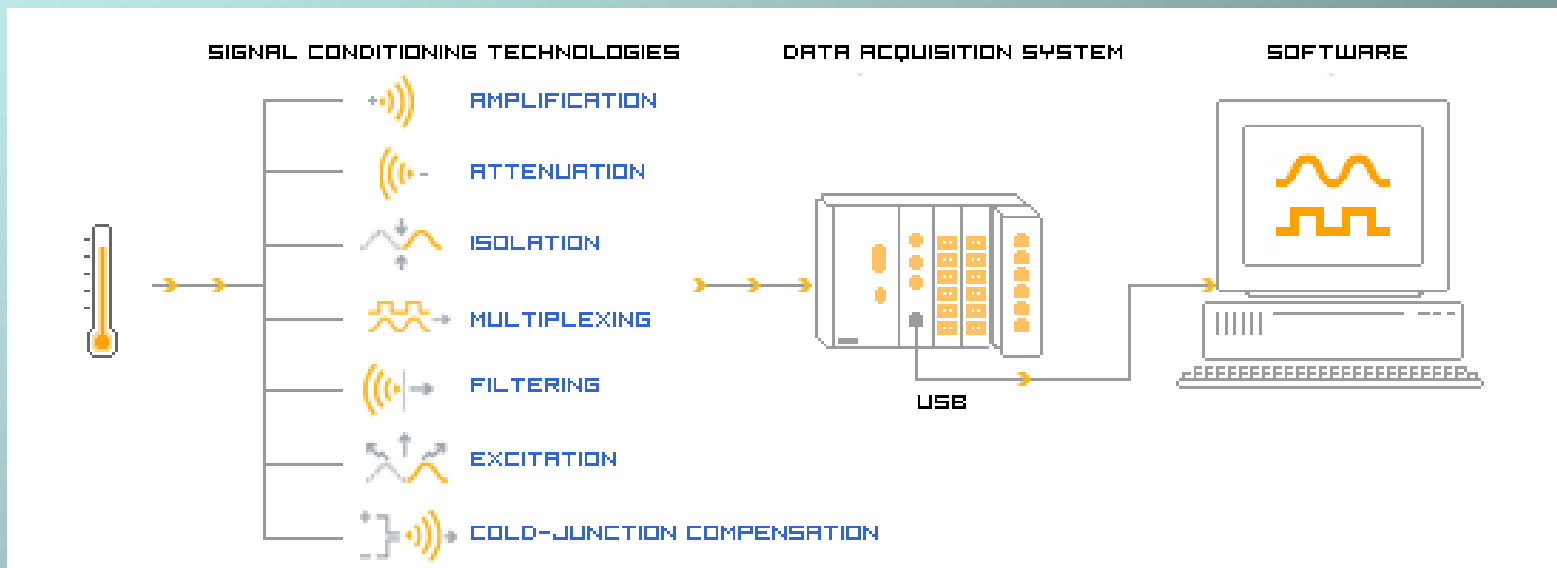 SIGNAL CONDITIONING TECHNOLOGIES
DATA ACQUISITION SYSTEM
SOFTWARE
AMPLIFICATION
ATTENUATION
ISOLATION
MULTIPLEXING
FILTERING
EXCITATION
COLD-JUNCTION COMPENSATION
USB